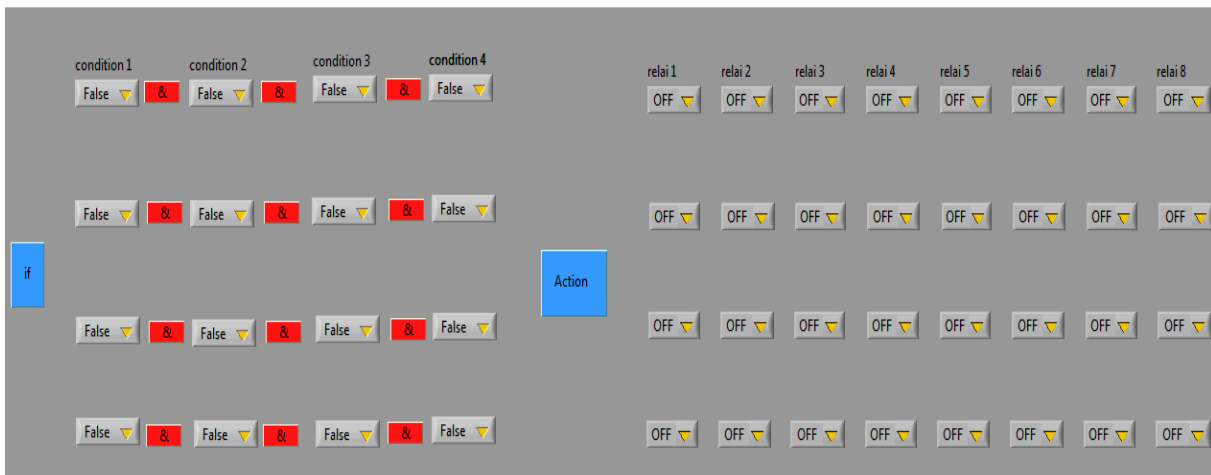 condition 1 condition 2 condition 3 condition 4
relai 1 relai 2 relai 3 relai 4 relai 5 relai 6 relai 7 relai 8
False & False & False & False OFF OFF OFF OFF OFF OFF OFF OFF
False & False & False & False OFF OFF OFF OFF OFF OFF OFF OFF
if Action
False & False & False & False OFF OFF OFF OFF OFF OFF OFF OFF
False & False & False & False OFF OFF OFF OFF OFF OFF OFF OFF